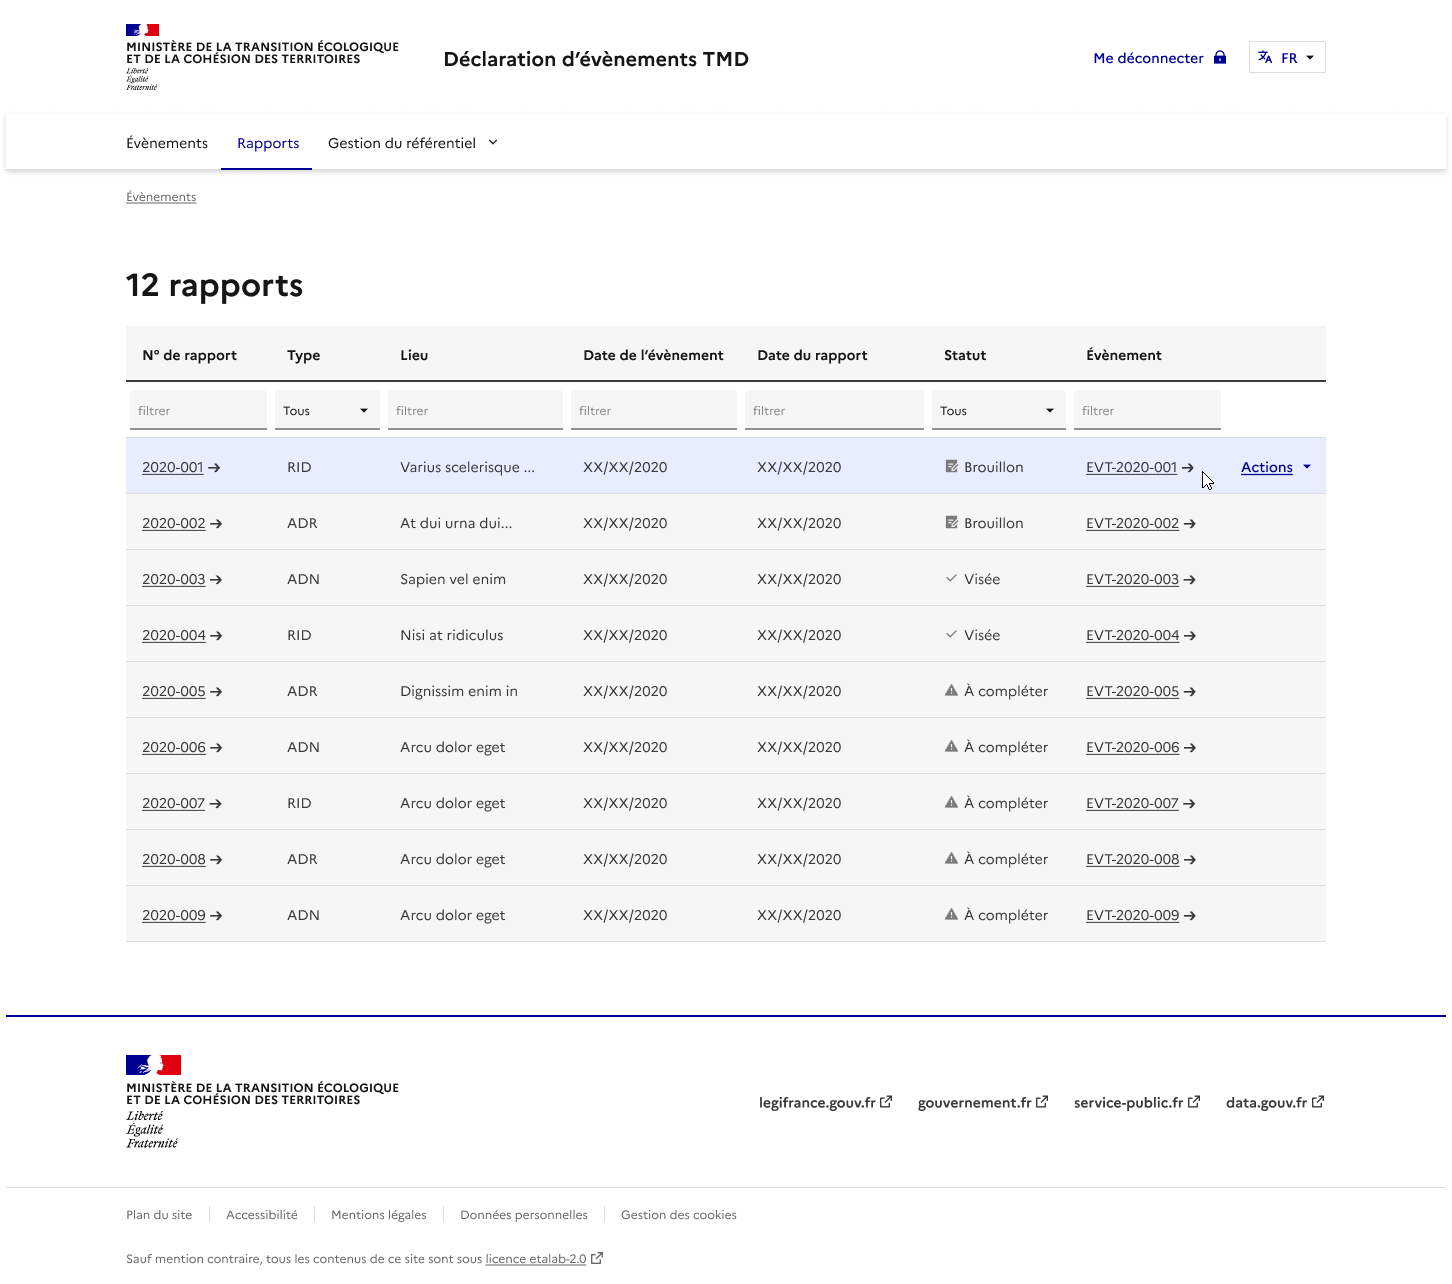 MINISTÈRE DE LA TRANSITION ÉCOLOGIQUE
ET DE LA COHÉSION DES TERRITOIRES
Liberté
Égalité
Fraternité
Déclaration d’évènements TMD
Me déconnecter
FR
Évènements Rapports Gestion du référentiel
Évènements
12 rapports
N° de rapport Type Lieu Date de l’évènement Date du rapport Statut Évènement
filtrer Tous filtrer filtrer filtrer Tous filtrer
2020-001 RID Varius scelerisque ... XX/XX/2020 XX/XX/2020 Brouillon EVT-2020-001 Actions
2020-002 ADR At dui urna dui... XX/XX/2020 XX/XX/2020 Brouillon EVT-2020-002
2020-003 ADN Sapien vel enim XX/XX/2020 XX/XX/2020 Visée EVT-2020-003
2020-004 RID Nisi at ridiculus XX/XX/2020 XX/XX/2020 Visée EVT-2020-004
2020-005 ADR Dignissim enim in XX/XX/2020 XX/XX/2020 À compléter EVT-2020-005
2020-006 ADN Arcu dolor eget XX/XX/2020 XX/XX/2020 À compléter EVT-2020-006
2020-007 RID Arcu dolor eget XX/XX/2020 XX/XX/2020 À compléter EVT-2020-007
2020-008 ADR Arcu dolor eget XX/XX/2020 XX/XX/2020 À compléter EVT-2020-008
2020-009 ADN Arcu dolor eget XX/XX/2020 XX/XX/2020 À compléter EVT-2020-009
MINISTÈRE DE LA TRANSITION ÉCOLOGIQUE
ET DE LA COHÉSION DES TERRITOIRES
Liberté
Égalité
Fraternité
legifrance.gouv.fr gouvernement.fr service-public.fr data.gouv.fr
Plan du site Accessibilité Mentions légales Données personnelles Gestion des cookies
Sauf mention contraire, tous les contenus de ce site sont sous licence etalab-2.0